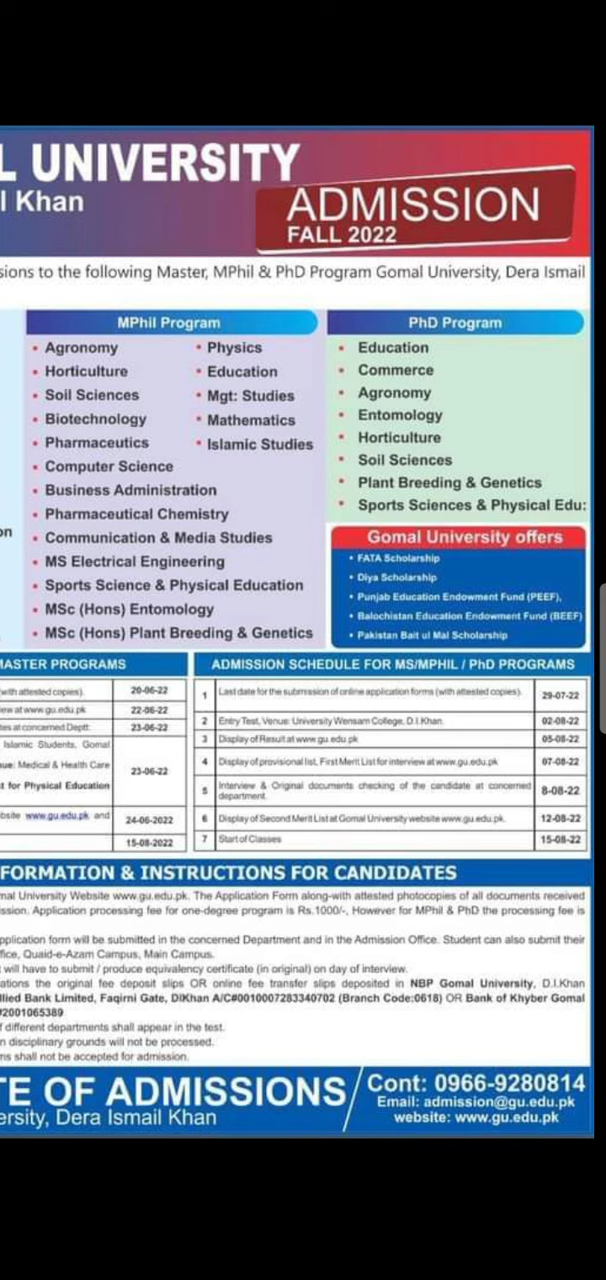 L UNIVERSITY
l Khan
ADMISSION
FALL 2022
sions to the following Master, MPhil & PhD Program Gomal University, Dera Ismail
MPhil Program
• Agronomy
• Horticulture
• Soil Sciences
• Biotechnology
• Pharmaceutics
• Computer Science
• Business Administration
• Pharmaceutical Chemistry
• Communication & Media Studies
• MS Electrical Engineering
• Sports Science & Physical Education
• MSc (Hons) Entomology
• MSc (Hons) Plant Breeding & Genetics
• Physics
• Education
• Mgt: Studies
• Mathematics
• Islamic Studies
PhD Program
• Education
• Commerce
• Agronomy
• Entomology
• Horticulture
• Soil Sciences
• Plant Breeding & Genetics
• Sports Sciences & Physical Edu:
on
Gomal University offers
• FATA Scholarship
• Diya Scholarship
• Punjab Education Endowment Fund (PEEF),
• Balochistan Education Endowment Fund (BEEF)
• Pakistan Bait ul Mal Scholarship
MASTER PROGRAMS
with attested copies). 20-06-22
ew at www.gu.edu.pk 22-06-22
tes at concerned Deptt: 23-06-22
Islamic Students, Gomal
nue: Medical & Health Care
t for Physical Education
23-06-22
bsite www.gu.edu.pk and
24-06-2022
15-08-2022
ADMISSION SCHEDULE FOR MS/MPHIL / PhD PROGRAMS
1 Last date for the submission of online application forms (with attested copies). 29-07-22
2 Entry Test, Venue: University Wensam College, D.I.Khan. 02-08-22
3 Display of Result at www.gu.edu.pk 05-08-22
4 Display of provisional list, First Merit List for interview at www.gu.edu.pk 07-08-22
5 Interview & Original documents checking of the candidate at concerned
department. 8-08-22
6 Display of Second Merit List at Gomal University website www.gu.edu.pk. 12-08-22
7 Start of Classes 15-08-22
FORMATION & INSTRUCTIONS FOR CANDIDATES
mal University Website www.gu.edu.pk. The Application Form along-with attested photocopies of all documents received
ssion. Application processing fee for one-degree program is Rs.1000/-, However for MPhil & PhD the processing fee is
pplication form will be submitted in the concerned Department and in the Admission Office. Student can also submit their
ffice, Quaid-e-Azam Campus, Main Campus.
t will have to submit / produce equivalency certificate (in original) on day of interview.
ations the original fee deposit slips OR online fee transfer slips deposited in NBP Gomal University, D.I.Khan
llied Bank Limited, Faqirni Gate, DIKhan A/C#0010007283340702 (Branch Code:0618) OR Bank of Khyber Gomal
#2001065389
f different departments shall appear in the test.
n disciplinary grounds will not be processed.
ms shall not be accepted for admission.
TE OF ADMISSIONS
ersity, Dera Ismail Khan
Cont: 0966-9280814
Email: admission@gu.edu.pk
website: www.gu.edu.pk